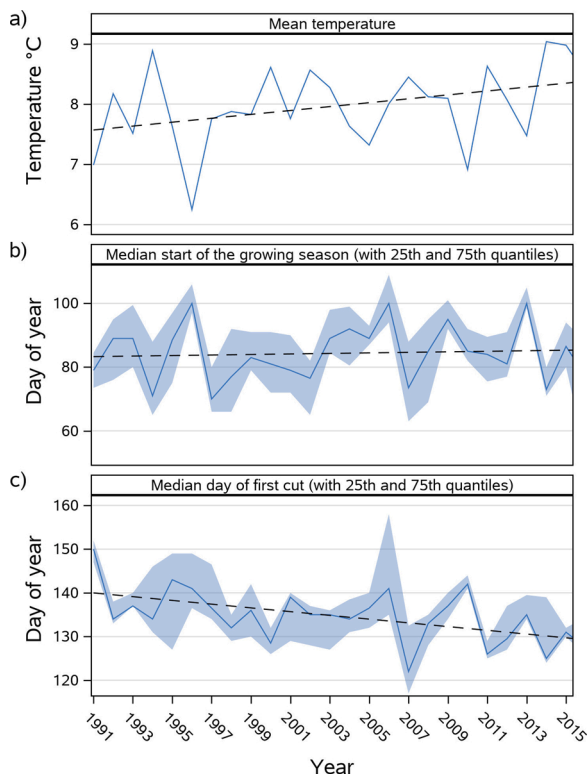 a)
Mean temperature
Temperature °C
9
8
7
6
b)
Median start of the growing season (with 25th and 75th quantiles)
Day of year
100
80
60
c)
Median day of first cut (with 25th and 75th quantiles)
Day of year
160
150
140
130
120
1991 1993 1995 1997 1999 2001 2003 2005 2007 2009 2011 2013 2015
Year